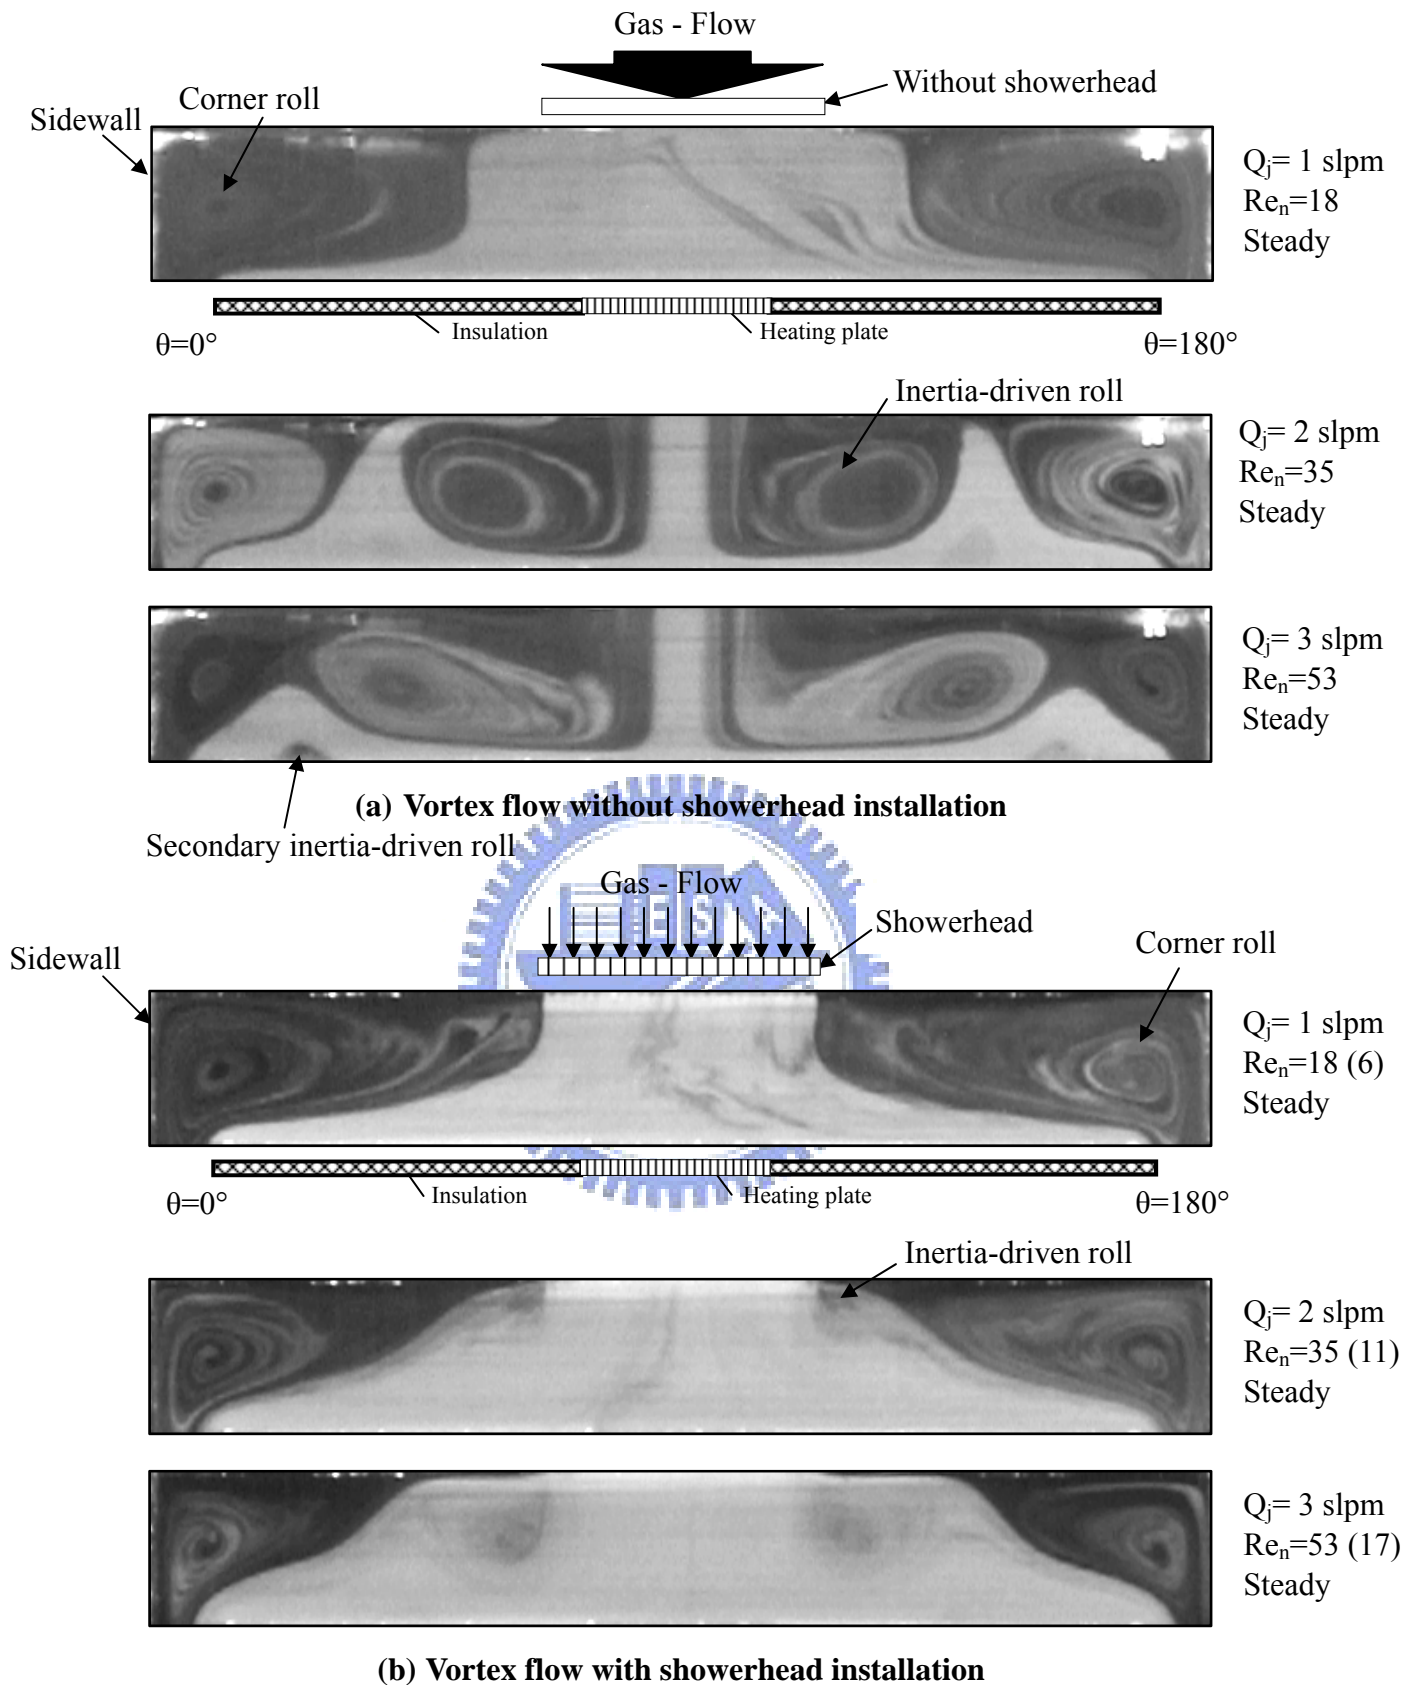 Gas - Flow
Without showerhead
Corner roll
Sidewall
Qj= 1 slpm
Ren=18
Steady
Insulation
Heating plate
θ=0°
θ=180°
Inertia-driven roll
Qj= 2 slpm
Ren=35
Steady
Qj= 3 slpm
Ren=53
Steady
(a) Vortex flow without showerhead installation
Secondary inertia-driven roll
Gas - Flow
Showerhead
Corner roll
Sidewall
Qj= 1 slpm
Ren=18 (6)
Steady
Insulation
Heating plate
θ=0°
θ=180°
Inertia-driven roll
Qj= 2 slpm
Ren=35 (11)
Steady
Qj= 3 slpm
Ren=53 (17)
Steady
(b) Vortex flow with showerhead installation